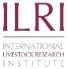 ILRI
INTERNATIONAL
LIVESTOCK RESEARCH
INSTITUTE